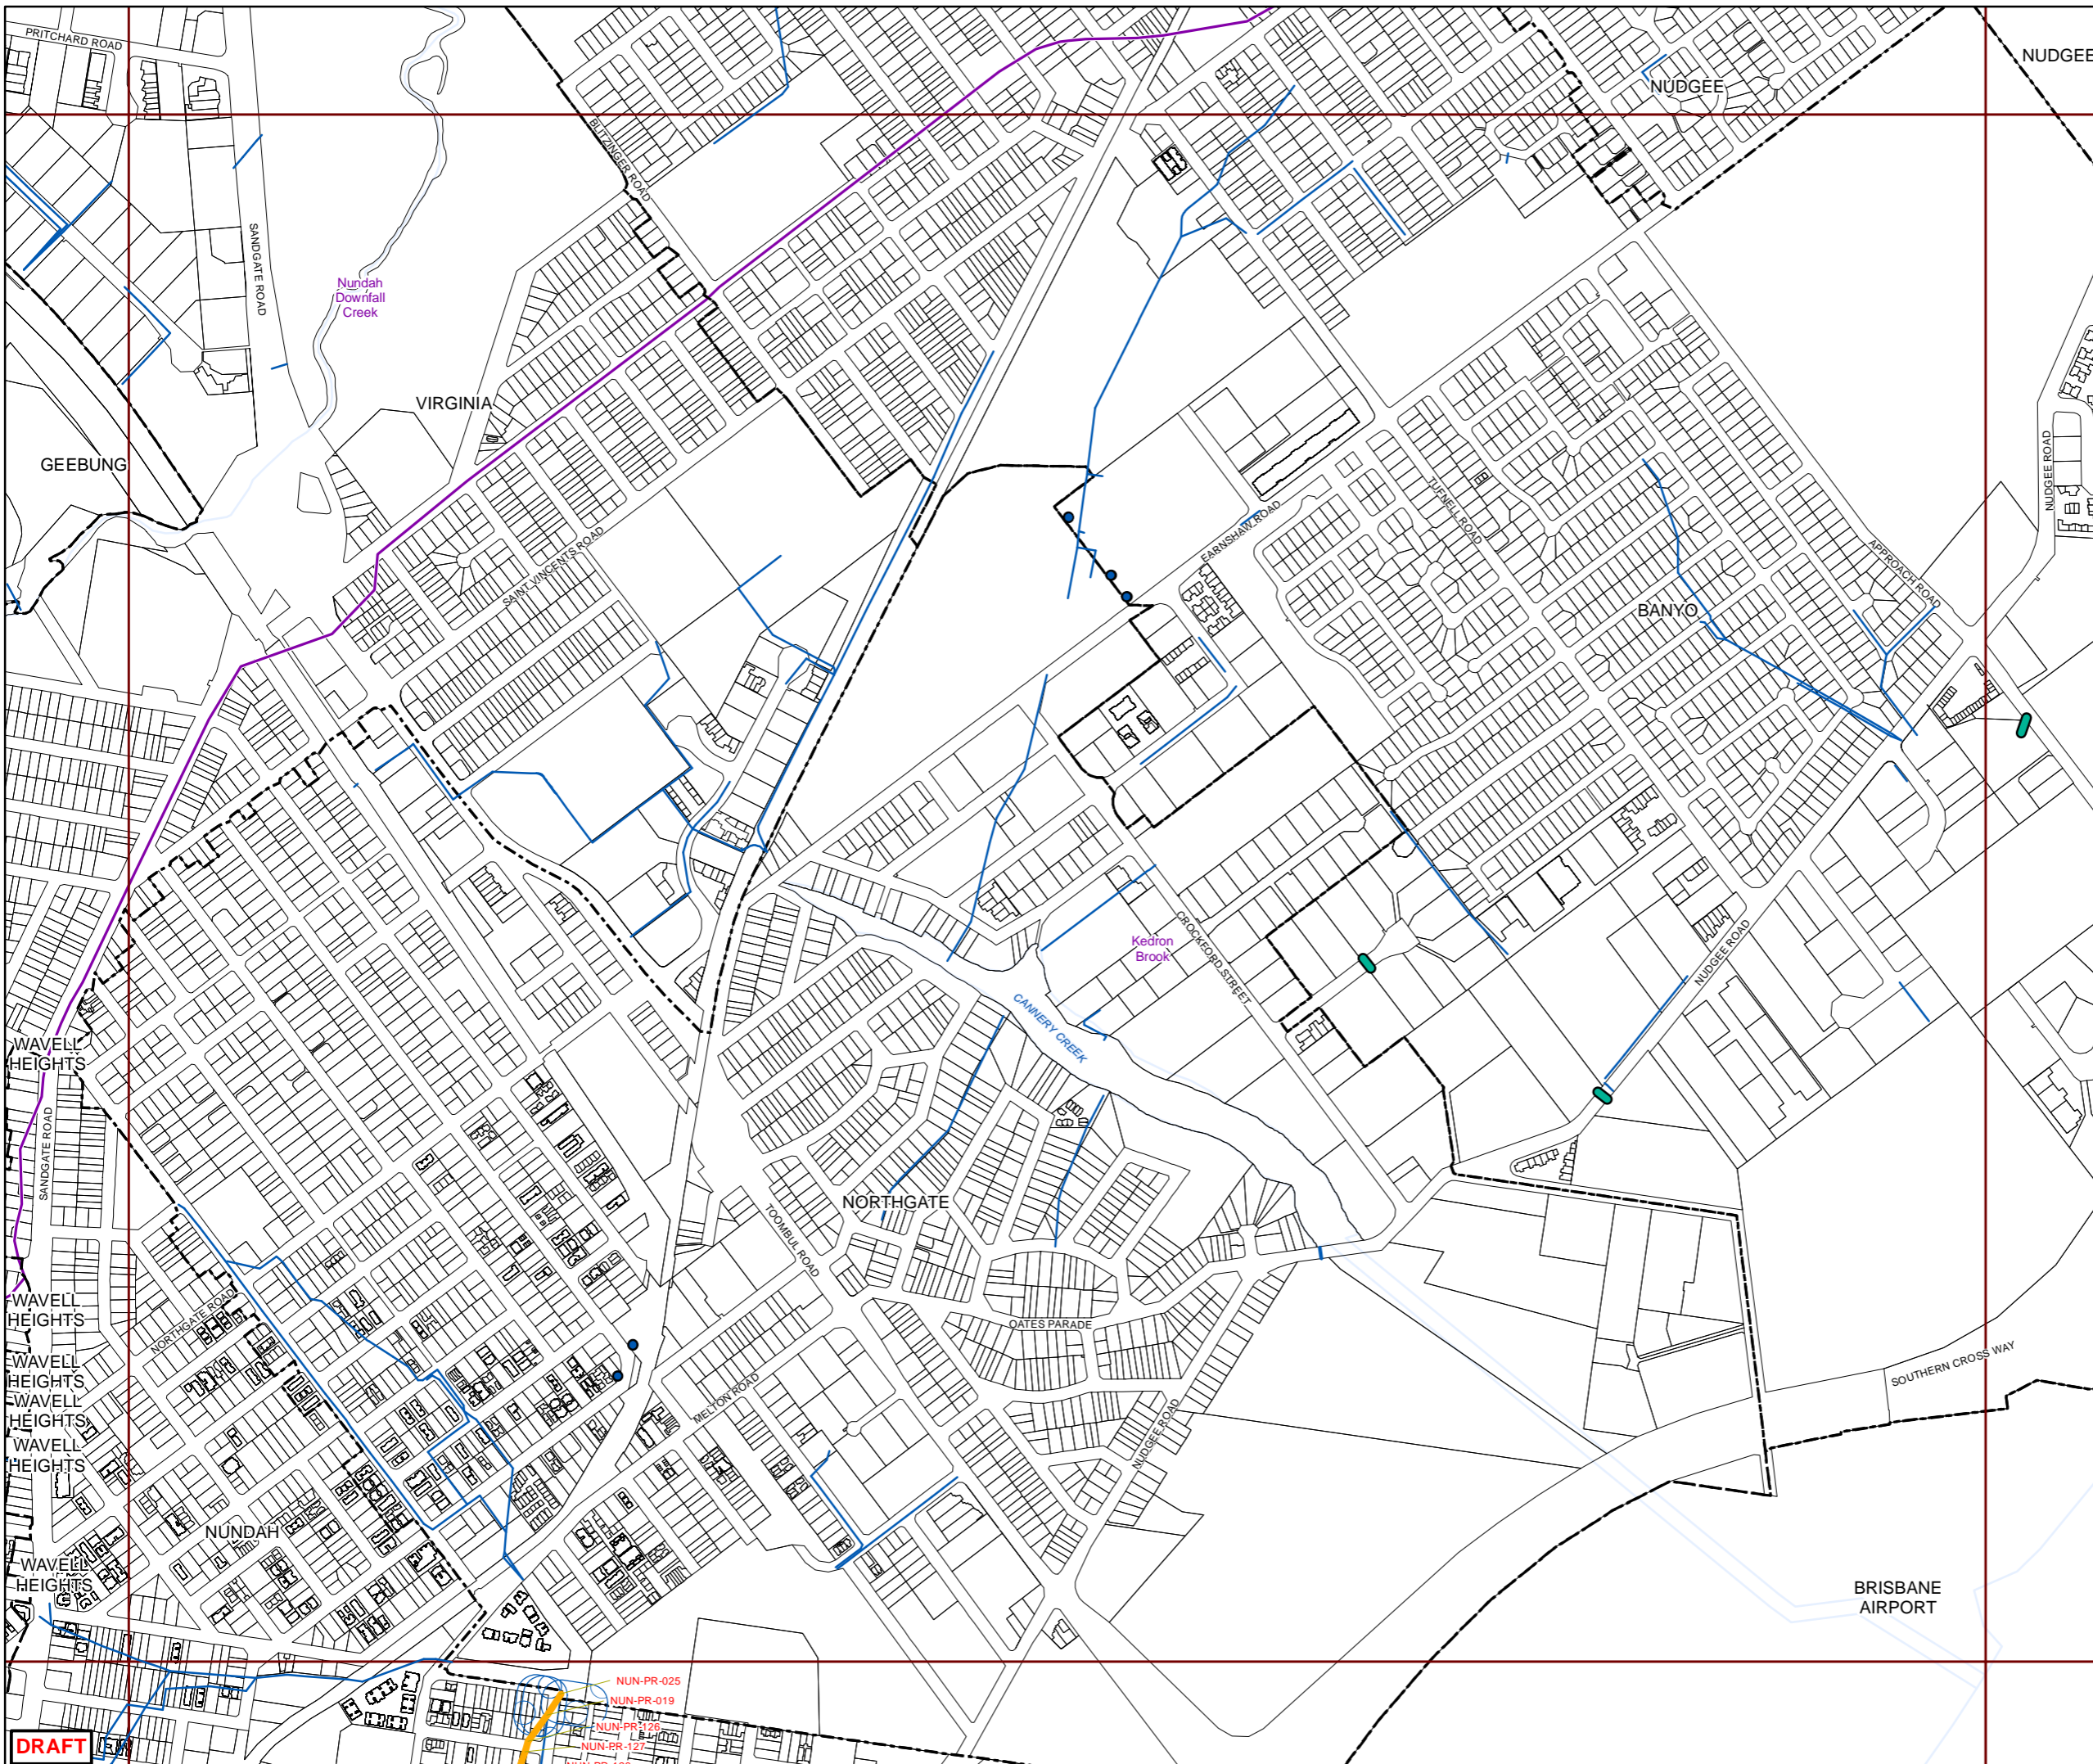 PRITCHARD ROAD
NUDGEE
NUDGEE
BLITZINGER ROAD
SANDGATE ROAD
Nundah
Downfall
Creek
VIRGINIA
GEEBUNG
NUDGEE ROAD
TUFNELL ROAD
EARNSHAW ROAD
SAINT VINCENTS ROAD
APPROACH ROAD
BANYO
CROCKFORD STREET
Kedron
Brook
NUDGEE ROAD
CANNERY CREEK
WAVELL
HEIGHTS
SANDGATE ROAD
NORTHGATE
TOOMBUL ROAD
WAVELL
HEIGHTS
NORTHGATE ROAD
OATES PARADE
SOUTHERN CROSS WAY
WAVELL
HEIGHTS
WAVELL
HEIGHTS
MELTON ROAD
NUDGEE ROAD
WAVELL
HEIGHTS
NUNDAH
WAVELL
HEIGHTS
BRISBANE
AIRPORT
NUN-PR-025
NUN-PR-019
NUN-PR-126
NUN-PR-127
DRAFT